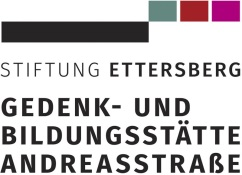 STIFTUNG ETTERSBERG
GEDENK- UND
BILDUNGSSTÄTTE
ANDREASSTRAßE